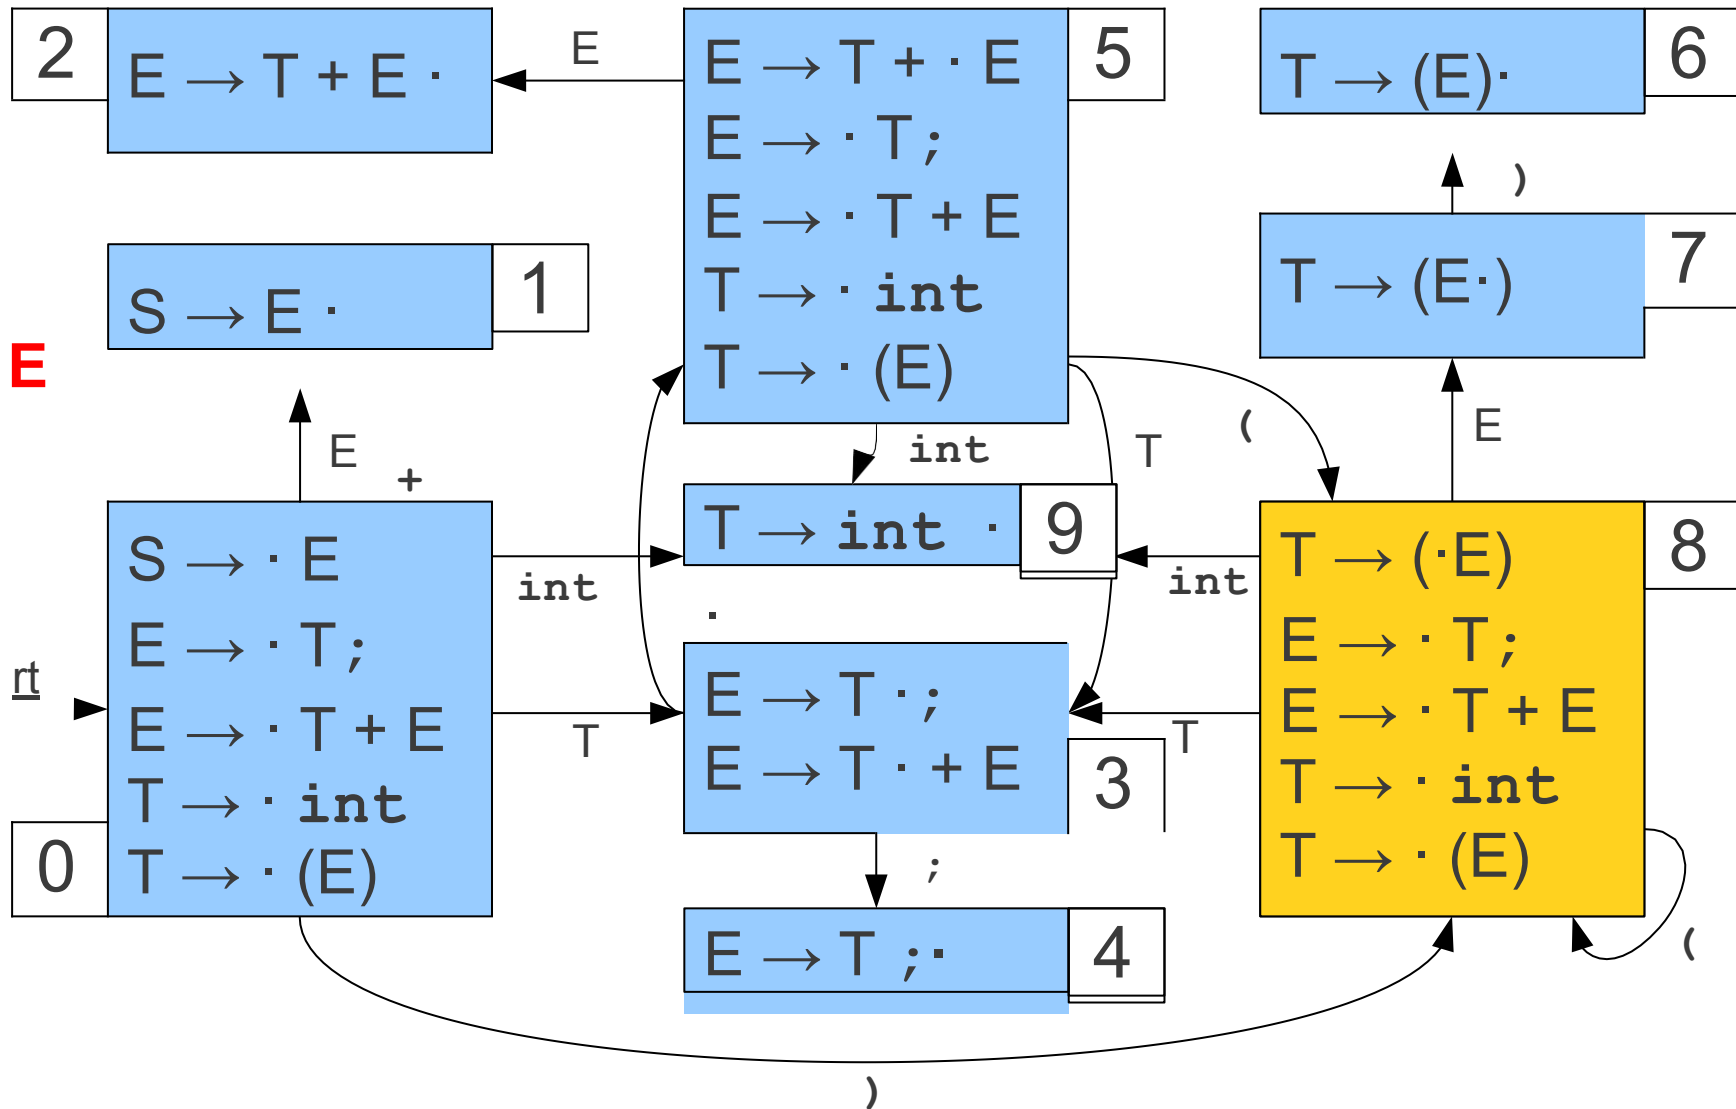 2
E → T + E ·
E
5
E → T + · E
E → · T ;
E → · T + E
T → · int
T → · (E)
6
T → (E)·
)
1
S → E ·
7
T → (E·)
E
E
+
int
T
(
E
0
S → · E
E → · T ;
E → · T + E
T → · int
T → · (E)
rt
int
T
9
T → int ·
·
3
E → T · ;
E → T · + E
;
4
E → T ;·
int
T
8
T → (·E)
E → · T ;
E → · T + E
T → · int
T → · (E)
(
)